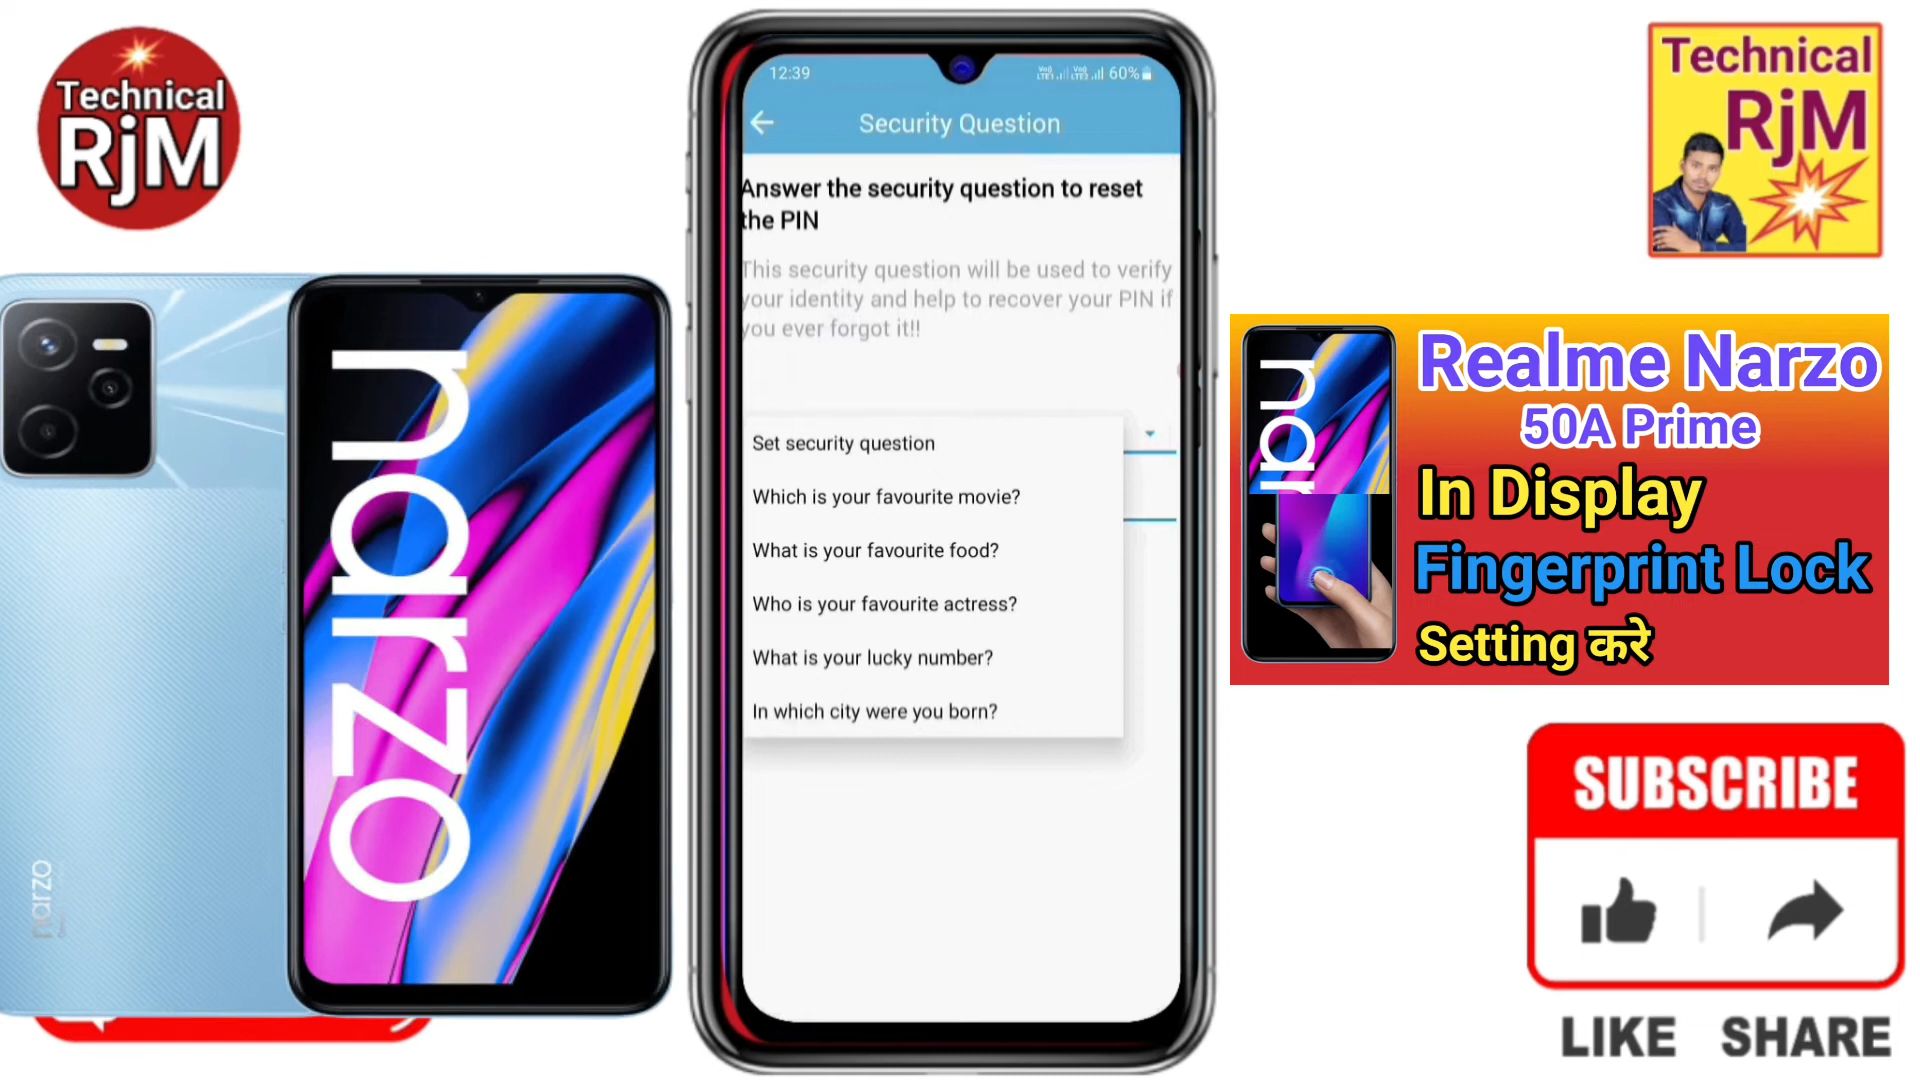 Technical
RjM
narzo
narzo
12:39
60%
Security Question
Answer the security question to reset
the PIN
This security question will be used to verify
your identity and help to recover your PIN if
you ever forgot it!!
Set security question
Which is your favourite movie?
What is your favourite food?
Who is your favourite actress?
What is your lucky number?
In which city were you born?
Technical
RjM
nar
Realme Narzo
50A Prime
In Display
Fingerprint Lock
Setting करे
SUBSCRIBE
LIKE SHARE